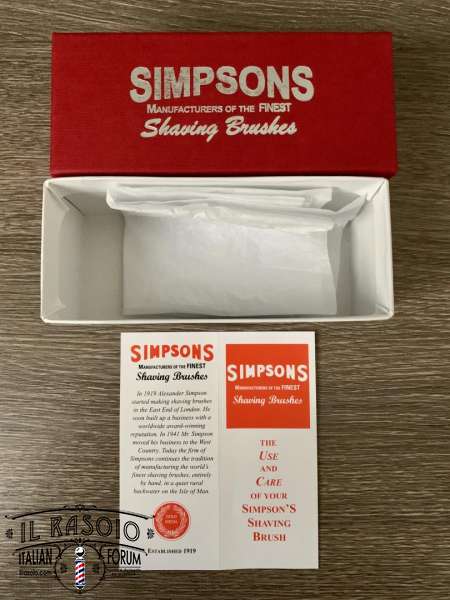 SIMPSONS
MANUFACTURERS OF THE FINEST
Shaving Brushes
SIMPSONS
MANUFACTURERS OF THE FINEST
Shaving Brushes
In 1919 Alexander Simpson
started making shaving brushes
in the East End of London. He
soon built up a business with a
worldwide award-winning
reputation. In 1941 Mr Simpson
moved his business to the West
Country. Today the firm of
Simpsons continues the tradition
of manufacturing the world's
finest shaving brushes, entirely
by hand, in a quiet rural
backwater on the Isle of Man.
GOLD
MEDAL
ESTABLISHED 1919
SIMPSONS
MANUFACTURERS OF THE FINEST
Shaving Brushes
THE
USE
AND
CARE
OF YOUR
SIMPSON'S
SHAVING
BRUSH
IL RASOIO
ITALIAN FORUM
ilrasoio.com